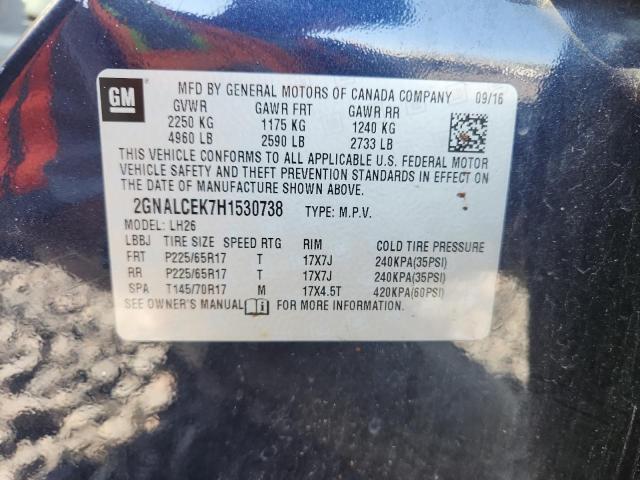 GM
MFD BY GENERAL MOTORS OF CANADA COMPANY 09/16
GVWR GAWR FRT GAWR RR
2250 KG 1175 KG 1240 KG
4960 LB 2590 LB 2733 LB
THIS VEHICLE CONFORMS TO ALL APPLICABLE U.S. FEDERAL MOTOR
VEHICLE SAFETY AND THEFT PREVENTION STANDARDS IN EFFECT ON
THE DATE OF MANUFACTURE SHOWN ABOVE.
2GNALCEK7H1530738 TYPE: M.P.V.
MODEL: LH26
LBBJ TIRE SIZE SPEED RTG RIM COLD TIRE PRESSURE
FRT P225/65R17 T 17X7J 240KPA(35PSI)
RR P225/65R17 T 17X7J 240KPA(35PSI)
SPA T145/70R17 M 17X4.5T 420KPA(60PSI)
SEE OWNER'S MANUAL FOR MORE INFORMATION.